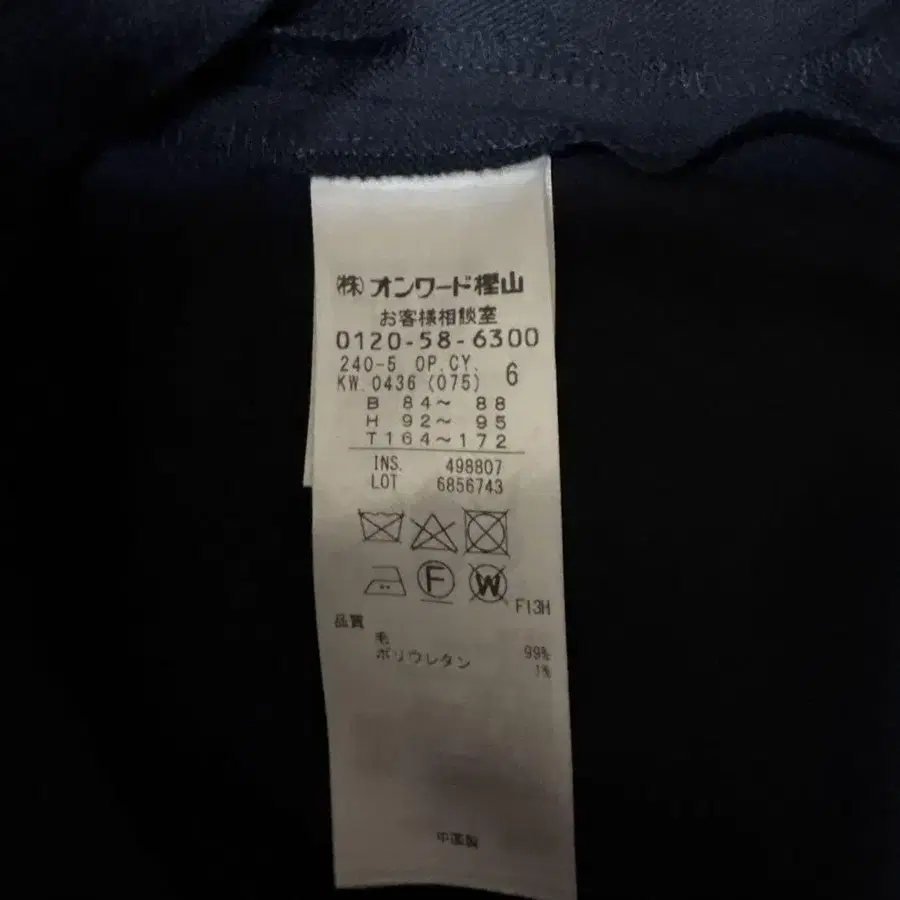 (株)オンワード樫山
お客様相談室
0120-58-6300
240-5 OP.CY.
KW.0436 (075) 6
B 84～ 88
H 92～ 95
T164～172
INS. 498807
LOT 6856743
F W
F13H
品質
毛 99%
ポリウレタン 1%
中国製